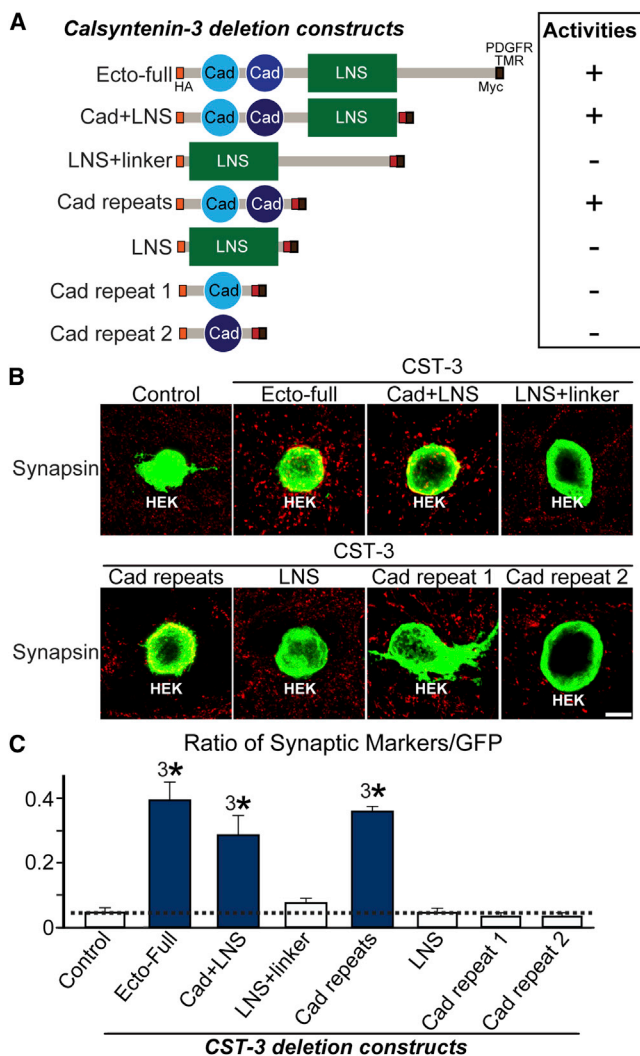 A
Calsyntenin-3 deletion constructs
Activities
Ecto-full
HA
Cad
Cad
LNS
PDGFR
TMR
Myc
+
Cad+LNS
Cad
Cad
LNS
+
LNS+linker
LNS
-
Cad repeats
Cad
Cad
+
LNS
LNS
-
Cad repeat 1
Cad
-
Cad repeat 2
Cad
-
B
CST-3
Control
Ecto-full
Cad+LNS
LNS+linker
Synapsin
HEK
HEK
HEK
HEK
CST-3
Cad repeats
LNS
Cad repeat 1
Cad repeat 2
Synapsin
HEK
HEK
HEK
HEK
C
Ratio of Synaptic Markers/GFP
0.4
0.2
0
3*
3*
3*
Control
Ecto-Full
Cad+LNS
LNS+linker
Cad repeats
LNS
Cad repeat 1
Cad repeat 2
CST-3 deletion constructs